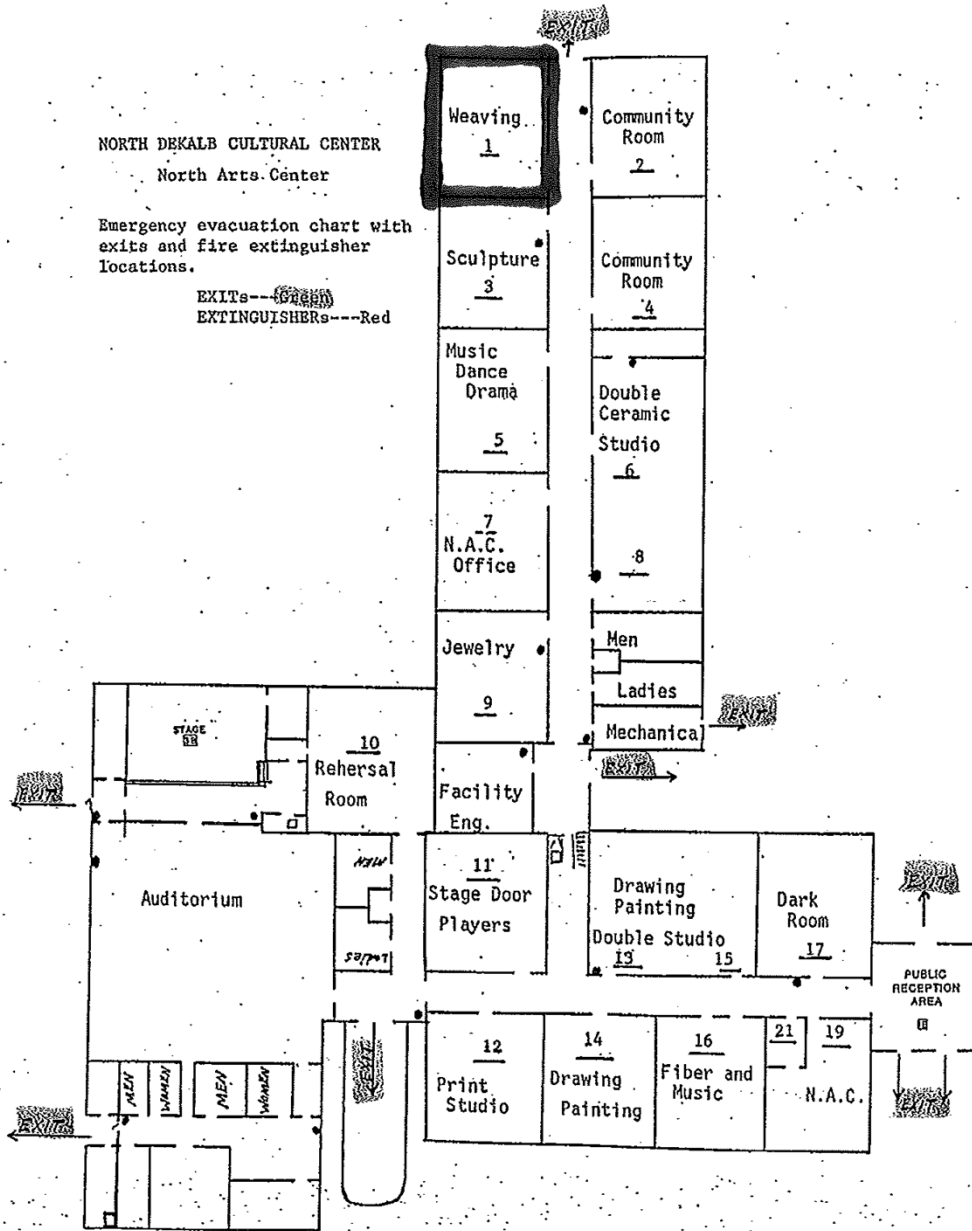 EXIT
NORTH DEKALB CULTURAL CENTER
North Arts Center
Emergency evacuation chart with
exits and fire extinguisher
locations.
EXITs---Green
EXTINGUISHERs---Red
Weaving
1
Community
Room
2
Sculpture
3
Community
Room
4
Music
Dance
Drama
5
Double
Ceramic
Studio
6
7
N.A.C.
Office
8
Jewelry
9
Men
Ladies
Mechanical
EXIT
EXIT
STAGE
10
Rehersal
Room
EXIT
Facility
Eng.
Auditorium
MEN
Ladies
11
Stage Door
Players
Drawing
Painting
Double Studio
13
15
Dark
Room
17
EXIT
PUBLIC
RECEPTION
AREA
EXIT
EXIT
12
Print
Studio
14
Drawing
Painting
16
Fiber and
Music
21
19
N.A.C.
MEN
WOMEN
MEN
WOMEN
EXIT